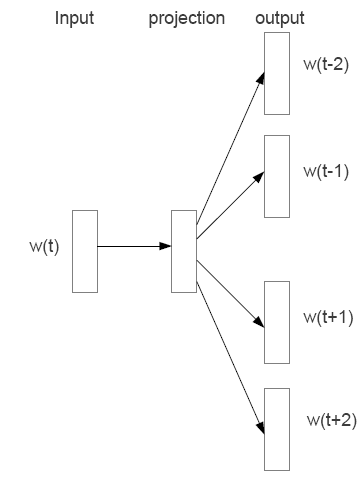 Input projection output
w(t-2)
w(t-1)
w(t)
w(t+1)
w(t+2)